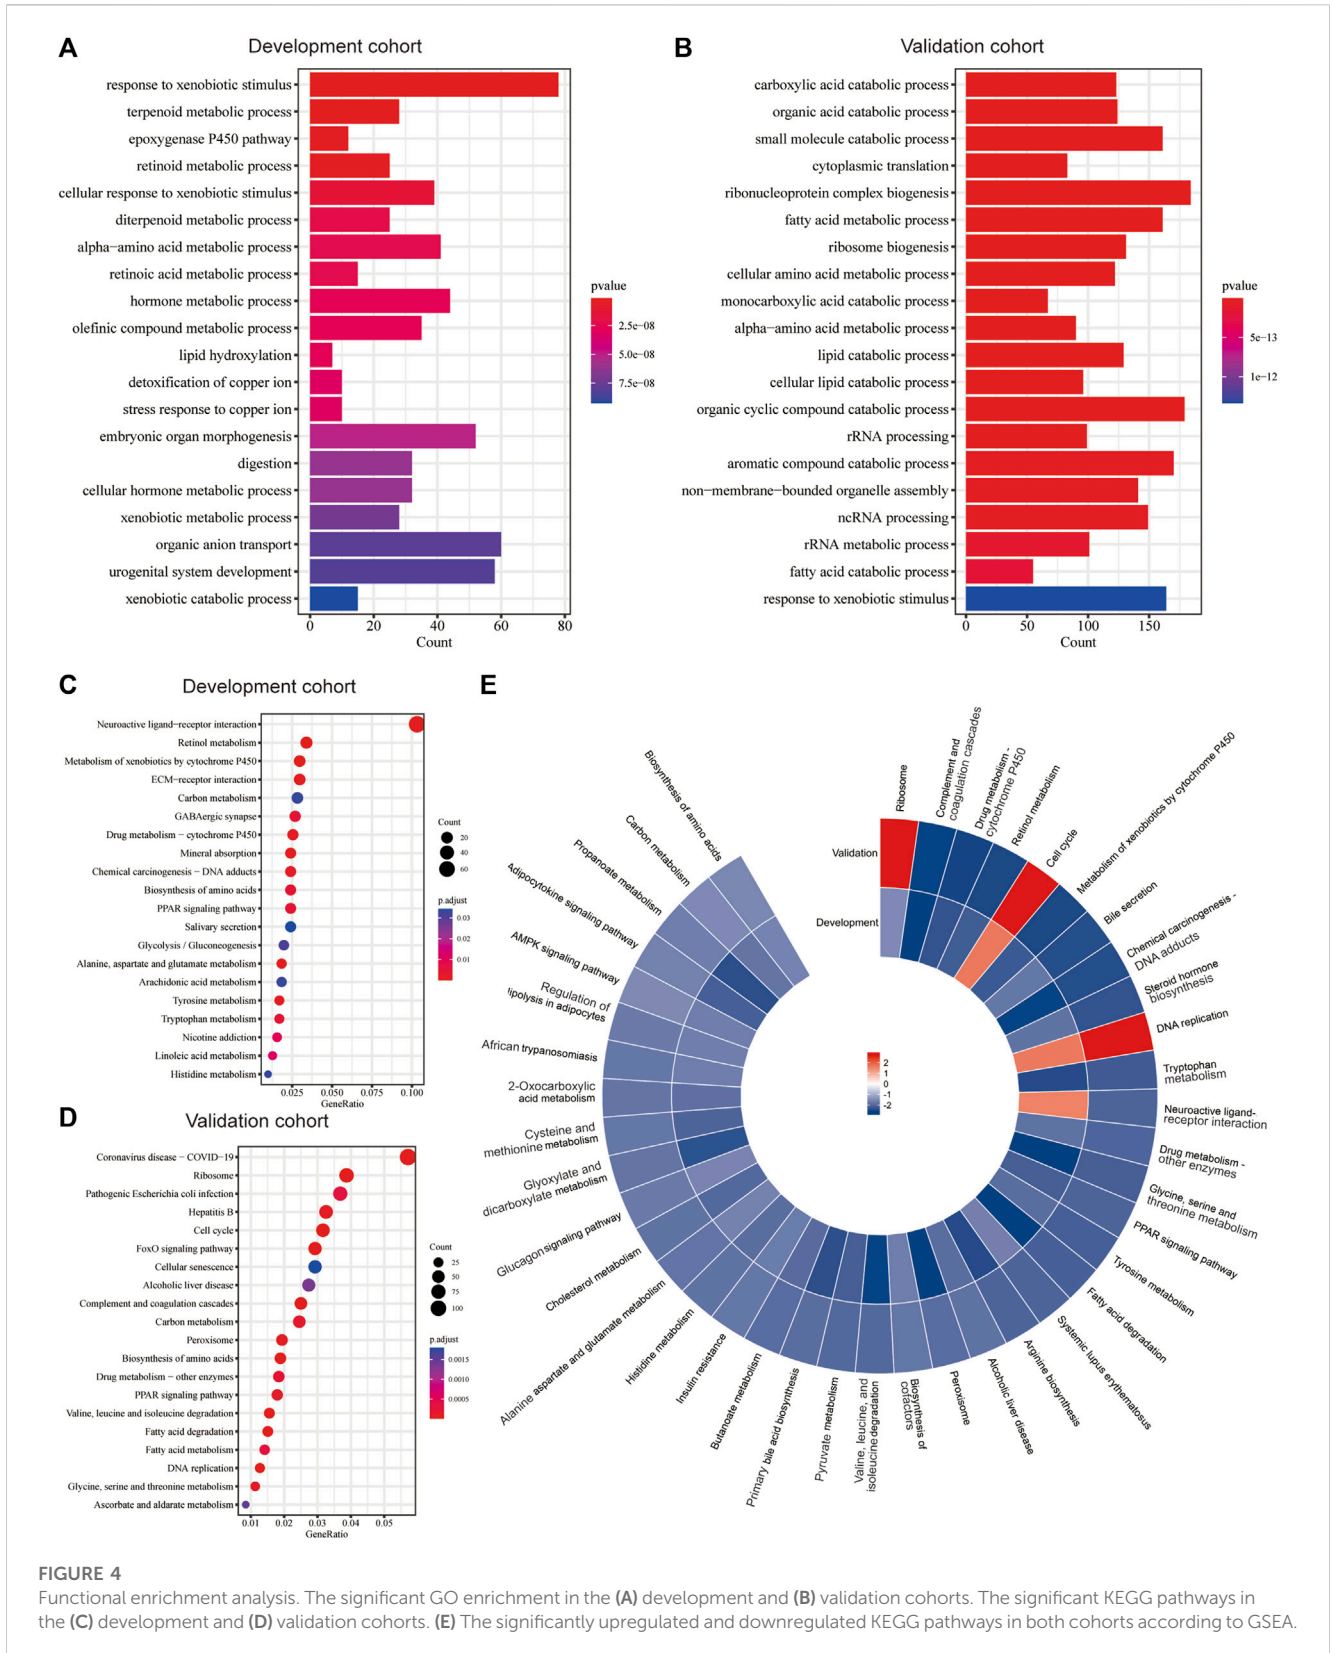 A
Development cohort
response to xenobiotic stimulus
terpenoid metabolic process
epoxygenase P450 pathway
retinoid metabolic process
cellular response to xenobiotic stimulus
diterpenoid metabolic process
alpha−amino acid metabolic process
retinoic acid metabolic process
hormone metabolic process
olefinic compound metabolic process
lipid hydroxylation
detoxification of copper ion
stress response to copper ion
embryonic organ morphogenesis
digestion
cellular hormone metabolic process
xenobiotic metabolic process
organic anion transport
urogenital system development
xenobiotic catabolic process
0 20 40 60 80
Count
pvalue
2.5e−08
5.0e−08
7.5e−08
B
Validation cohort
carboxylic acid catabolic process
organic acid catabolic process
small molecule catabolic process
cytoplasmic translation
ribonucleoprotein complex biogenesis
fatty acid metabolic process
ribosome biogenesis
cellular amino acid metabolic process
monocarboxylic acid catabolic process
alpha−amino acid metabolic process
lipid catabolic process
cellular lipid catabolic process
organic cyclic compound catabolic process
rRNA processing
aromatic compound catabolic process
non−membrane−bounded organelle assembly
ncRNA processing
rRNA metabolic process
fatty acid catabolic process
response to xenobiotic stimulus
0 50 100 150
Count
pvalue
5e−13
1e−12
C
Development cohort
Neuroactive ligand−receptor interaction
Retinol metabolism
Metabolism of xenobiotics by cytochrome P450
ECM−receptor interaction
Carbon metabolism
GABAergic synapse
Drug metabolism − cytochrome P450
Mineral absorption
Chemical carcinogenesis − DNA adducts
Biosynthesis of amino acids
PPAR signaling pathway
Salivary secretion
Glycolysis / Gluconeogenesis
Alanine, aspartate and glutamate metabolism
Arachidonic acid metabolism
Tyrosine metabolism
Tryptophan metabolism
Nicotine addiction
Linoleic acid metabolism
Histidine metabolism
0.025 0.050 0.075 0.100
GeneRatio
Count
20
40
60
p.adjust
0.03
0.02
0.01
D
Validation cohort
Coronavirus disease − COVID−19
Ribosome
Pathogenic Escherichia coli infection
Hepatitis B
Cell cycle
FoxO signaling pathway
Cellular senescence
Alcoholic liver disease
Complement and coagulation cascades
Carbon metabolism
Peroxisome
Biosynthesis of amino acids
Drug metabolism − other enzymes
PPAR signaling pathway
Valine, leucine and isoleucine degradation
Fatty acid degradation
Fatty acid metabolism
DNA replication
Glycine, serine and threonine metabolism
Ascorbate and aldarate metabolism
0.01 0.02 0.03 0.04 0.05
GeneRatio
Count
25
50
75
100
p.adjust
0.0015
0.0010
0.0005
E
Validation
Development
Ribosome
Complement and
coagulation cascades
Drug metabolism -
cytochrome P450
Retinol metabolism
Cell cycle
Metabolism of xenobiotics by cytochrome P450
Bile secretion
Chemical carcinogenesis -
DNA adducts
Steroid hormone
biosynthesis
DNA replication
Tryptophan
metabolism
Neuroactive ligand-
receptor interaction
Drug metabolism -
other enzymes
Glycine, serine and
threonine metabolism
PPAR signaling pathway
Tyrosine metabolism
Fatty acid degradation
Systemic lupus erythematosus
Arginine biosynthesis
Alcoholic liver disease
Peroxisome
Biosynthesis of
cofactors
Valine, leucine, and
isoleucine degradation
Pyruvate metabolism
Primary bile acid biosynthesis
Butanoate metabolism
Insulin resistance
Histidine metabolism
Alanine aspartate and glutamate metabolism
Cholesterol metabolism
Glucagon signaling pathway
Glyoxylate and
dicarboxylate metabolism
Cysteine and
methionine metabolism
2-Oxocarboxylic
acid metabolism
African trypanosomiasis
Regulation of
lipolysis in adipocytes
AMPK signaling pathway
Adipocytokine signaling pathway
Propanoate metabolism
Carbon metabolism
Biosynthesis of amino acids
2
1
0
-1
-2
FIGURE 4
Functional enrichment analysis. The significant GO enrichment in the (A) development and (B) validation cohorts. The significant KEGG pathways in
the (C) development and (D) validation cohorts. (E) The significantly upregulated and downregulated KEGG pathways in both cohorts according to GSEA.